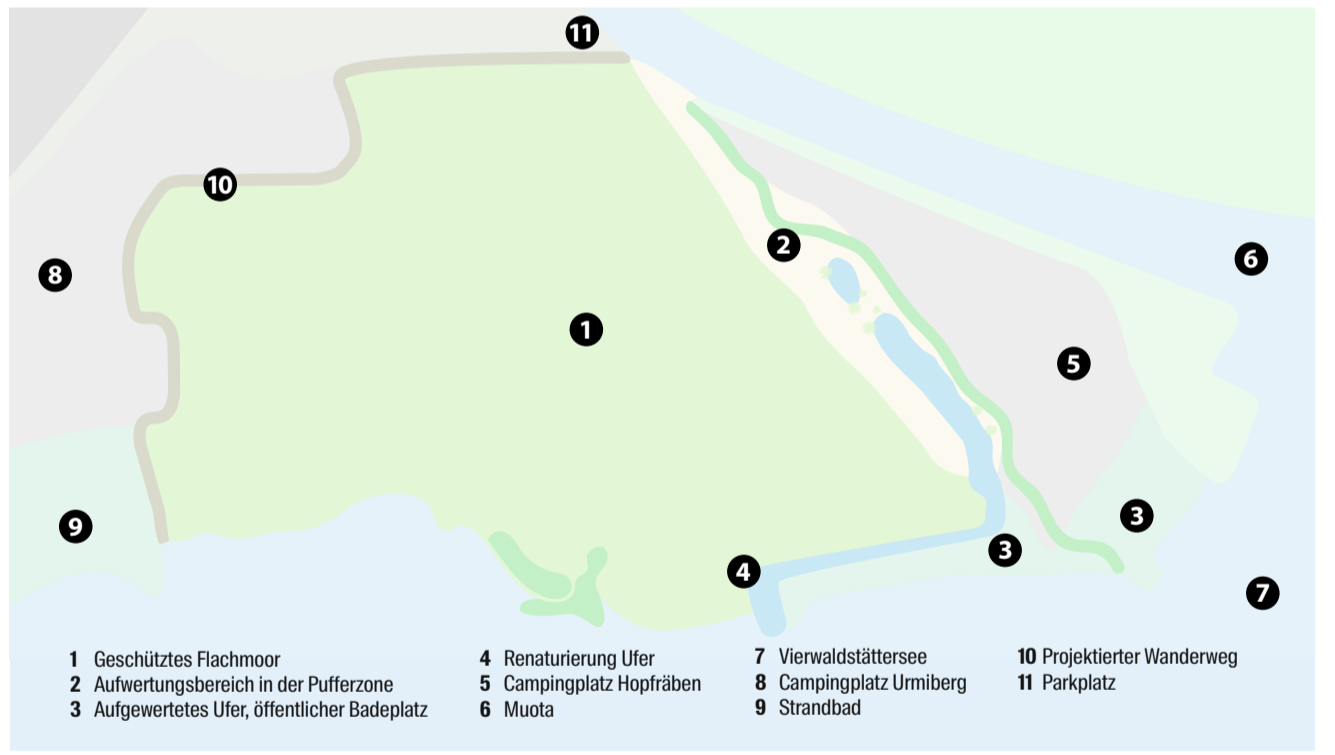 11
10
2
6
8
1
5
9
3
3
4
7
1 Geschütztes Flachmoor
2 Aufwertungsbereich in der Pufferzone
3 Aufgewertetes Ufer, öffentlicher Badeplatz
4 Renaturierung Ufer
5 Campingplatz Hopfräben
6 Muota
7 Vierwaldstättersee
8 Campingplatz Urmiberg
9 Strandbad
10 Projektierter Wanderweg
11 Parkplatz